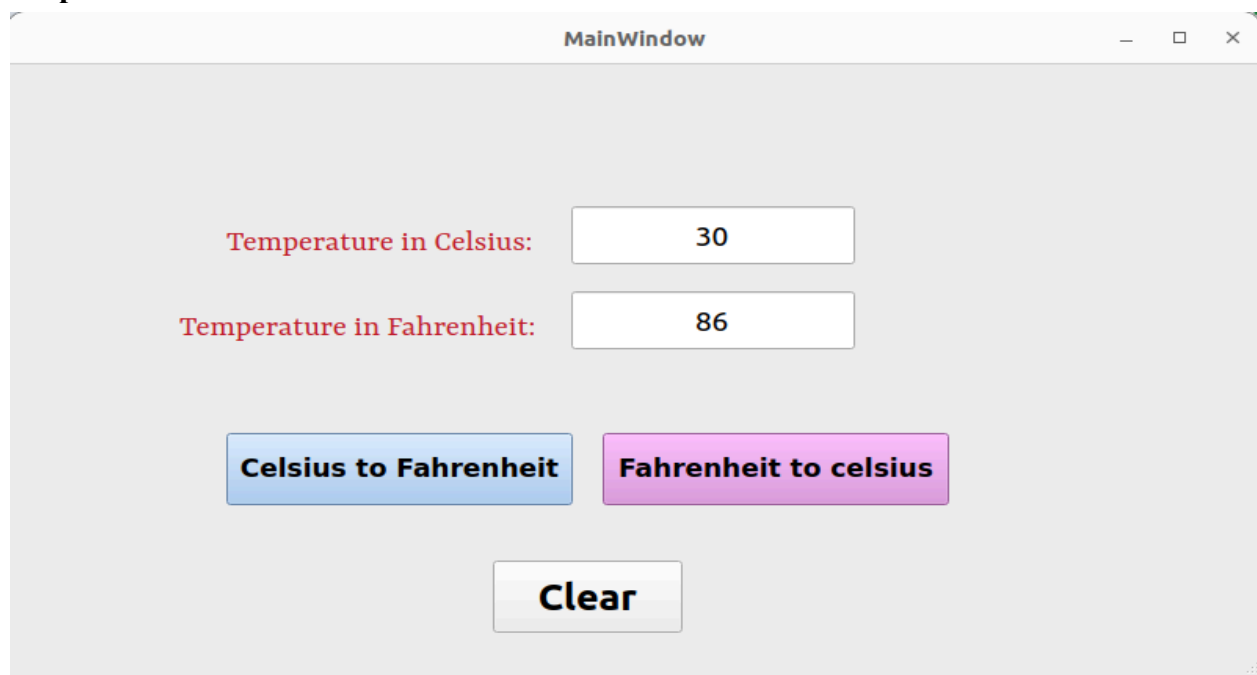 MainWindow
Temperature in Celsius: 30
Temperature in Fahrenheit: 86
Celsius to Fahrenheit Fahrenheit to celsius
Clear